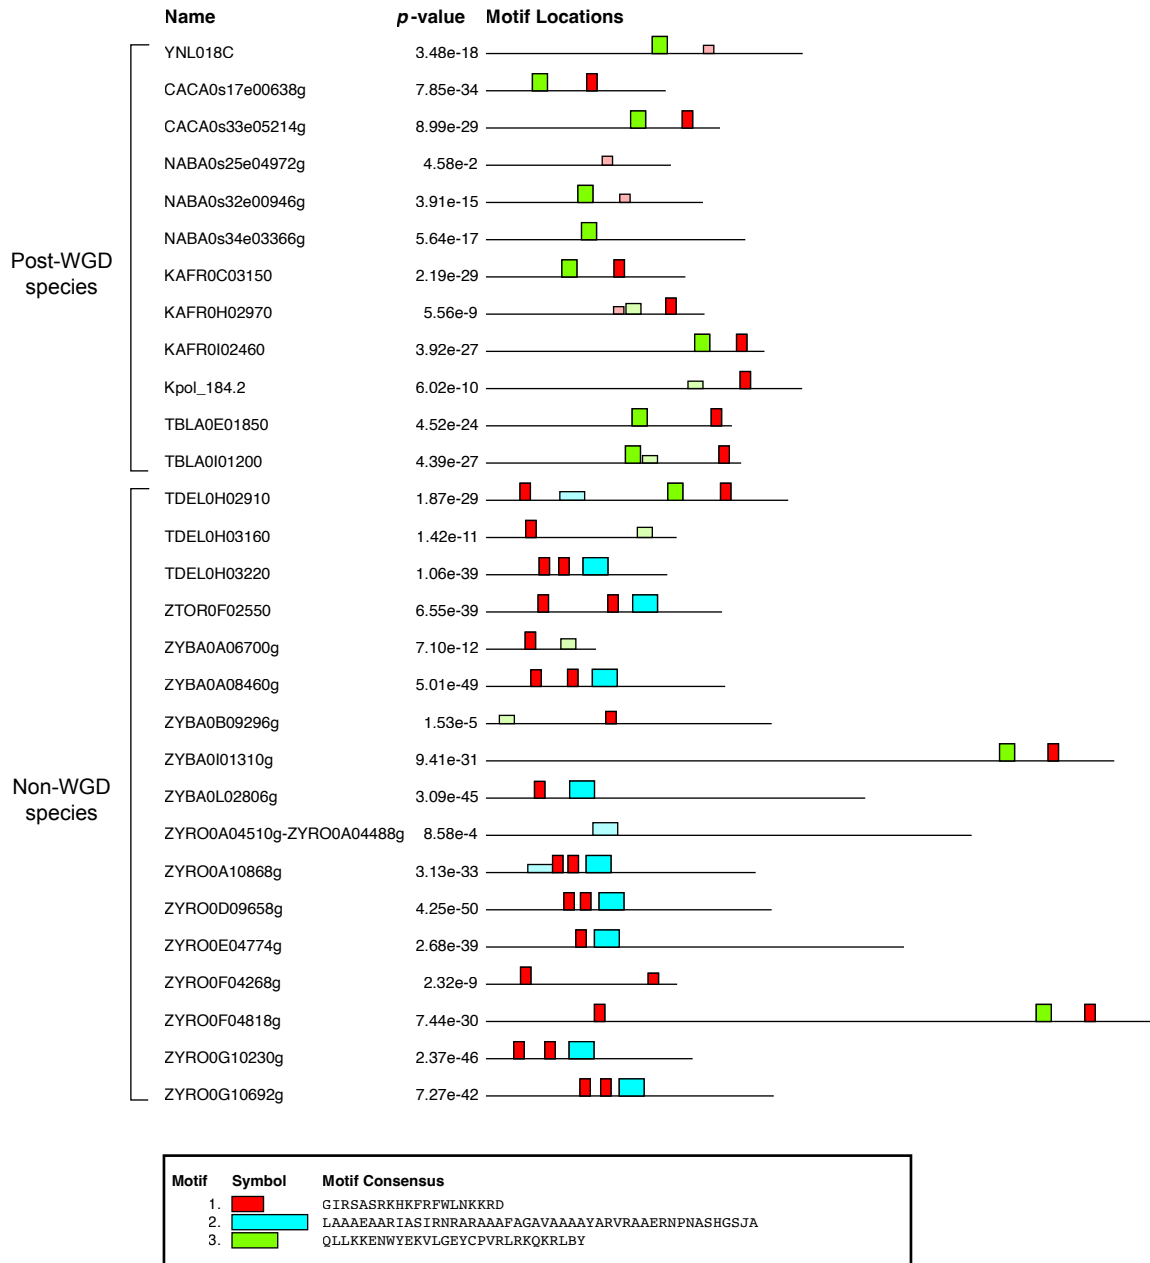 Name p-value Motif Locations
YNL018C 3.48e-18
CACA0s17e00638g 7.85e-34
CACA0s33e05214g 8.99e-29
NABA0s25e04972g 4.58e-2
NABA0s32e00946g 3.91e-15
NABA0s34e03366g 5.64e-17
Post-WGD
species
KAFR0C03150 2.19e-29
KAFR0H02970 5.56e-9
KAFR0I02460 3.92e-27
Kpol_184.2 6.02e-10
TBLA0E01850 4.52e-24
TBLA0I01200 4.39e-27
TDEL0H02910 1.87e-29
TDEL0H03160 1.42e-11
TDEL0H03220 1.06e-39
ZTOR0F02550 6.55e-39
ZYBA0A06700g 7.10e-12
ZYBA0A08460g 5.01e-49
ZYBA0B09296g 1.53e-5
ZYBA0I01310g 9.41e-31
Non-WGD
species
ZYBA0L02806g 3.09e-45
ZYRO0A04510g-ZYRO0A04488g 8.58e-4
ZYRO0A10868g 3.13e-33
ZYRO0D09658g 4.25e-50
ZYRO0E04774g 2.68e-39
ZYRO0F04268g 2.32e-9
ZYRO0F04818g 7.44e-30
ZYRO0G10230g 2.37e-46
ZYRO0G10692g 7.27e-42
Motif Symbol Motif Consensus
1. GIRSASRKHKFRFWLNKKRD
2. LAAAEAARIASIRNRARAAAFAGAVAAAAYARVRAAERNPNASHGSJA
3. QLLKKENWYEKVLGEYCPVRLRKQKRLBY